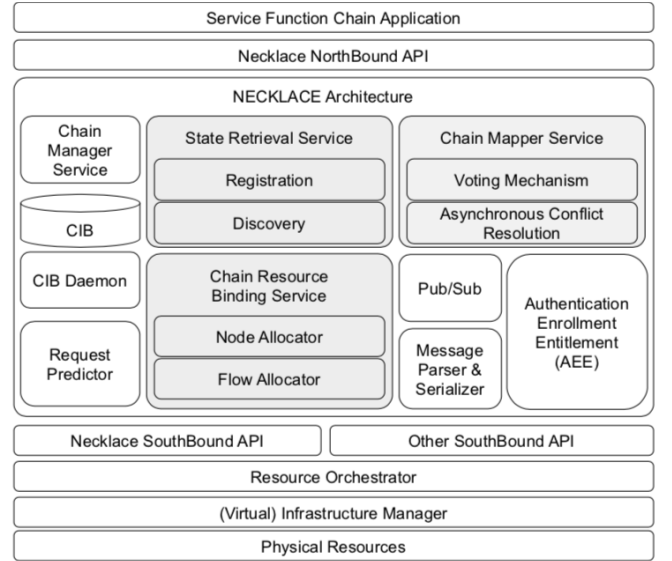 Service Function Chain Application
Necklace NorthBound API
NECKLACE Architecture
Chain
Manager
Service
CIB
CIB Daemon
Request
Predictor
State Retrieval Service
Registration
Discovery
Chain Resource
Binding Service
Node Allocator
Flow Allocator
Chain Mapper Service
Voting Mechanism
Asynchronous Conflict
Resolution
Pub/Sub
Message
Parser &
Serializer
Authentication
Enrollment
Entitlement
(AEE)
Necklace SouthBound API
Other SouthBound API
Resource Orchestrator
(Virtual) Infrastructure Manager
Physical Resources